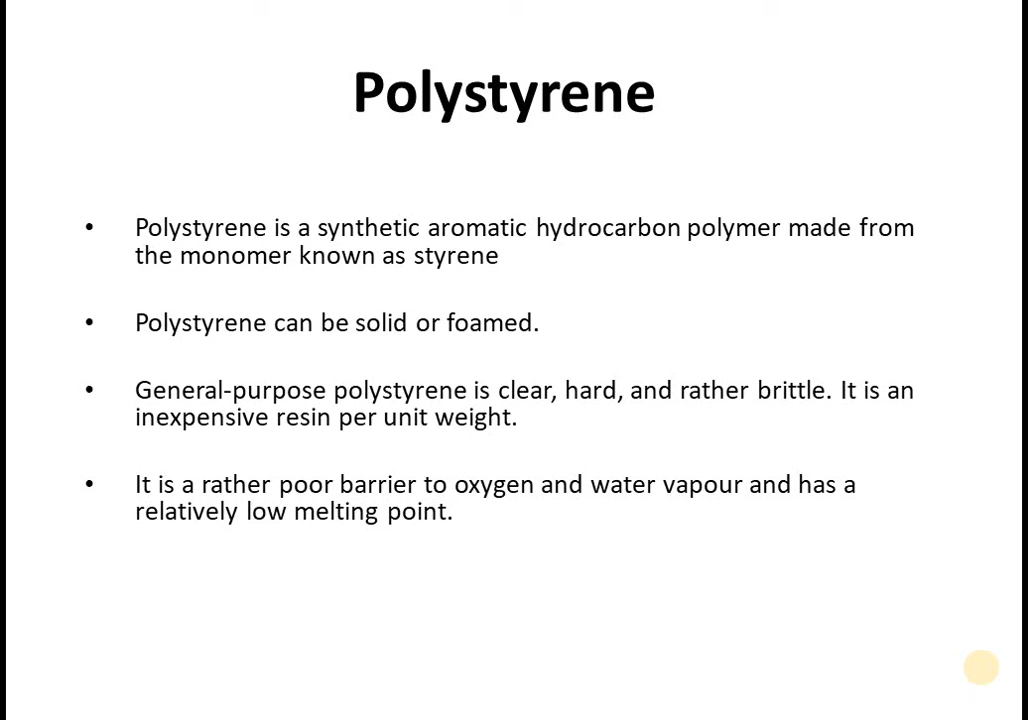 Polystyrene
• Polystyrene is a synthetic aromatic hydrocarbon polymer made from
the monomer known as styrene
• Polystyrene can be solid or foamed.
• General-purpose polystyrene is clear, hard, and rather brittle. It is an
inexpensive resin per unit weight.
• It is a rather poor barrier to oxygen and water vapour and has a
relatively low melting point.